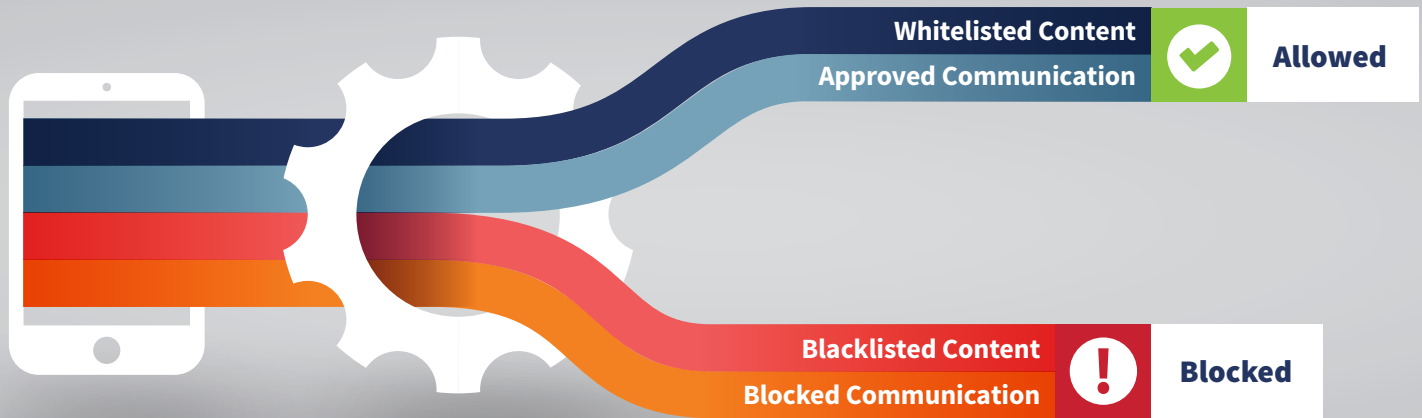 Whitelisted Content
Approved Communication
Allowed
Blacklisted Content
Blocked Communication
Blocked